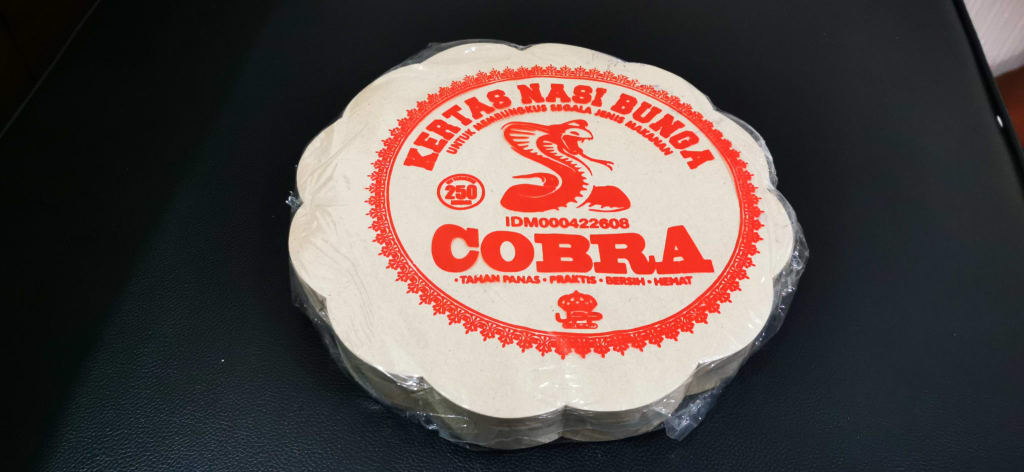 KERTAS NASI BUNGA
UNTUK MEMBUNGKUS SEGALA JENIS MAKANAN
250
IDM000422608
COBRA
• TAHAN PANAS • PRAKTIS • BERSIH • HEMAT